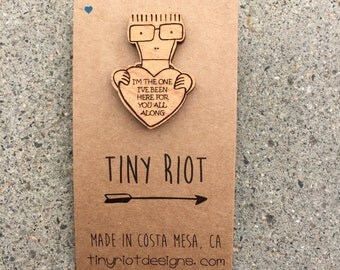 I'M THE ONE
I'VE BEEN
HERE FOR
YOU ALL
ALONG
TINY RIOT
MADE IN COSTA MESA, CA.
tinyriotdesigns.com